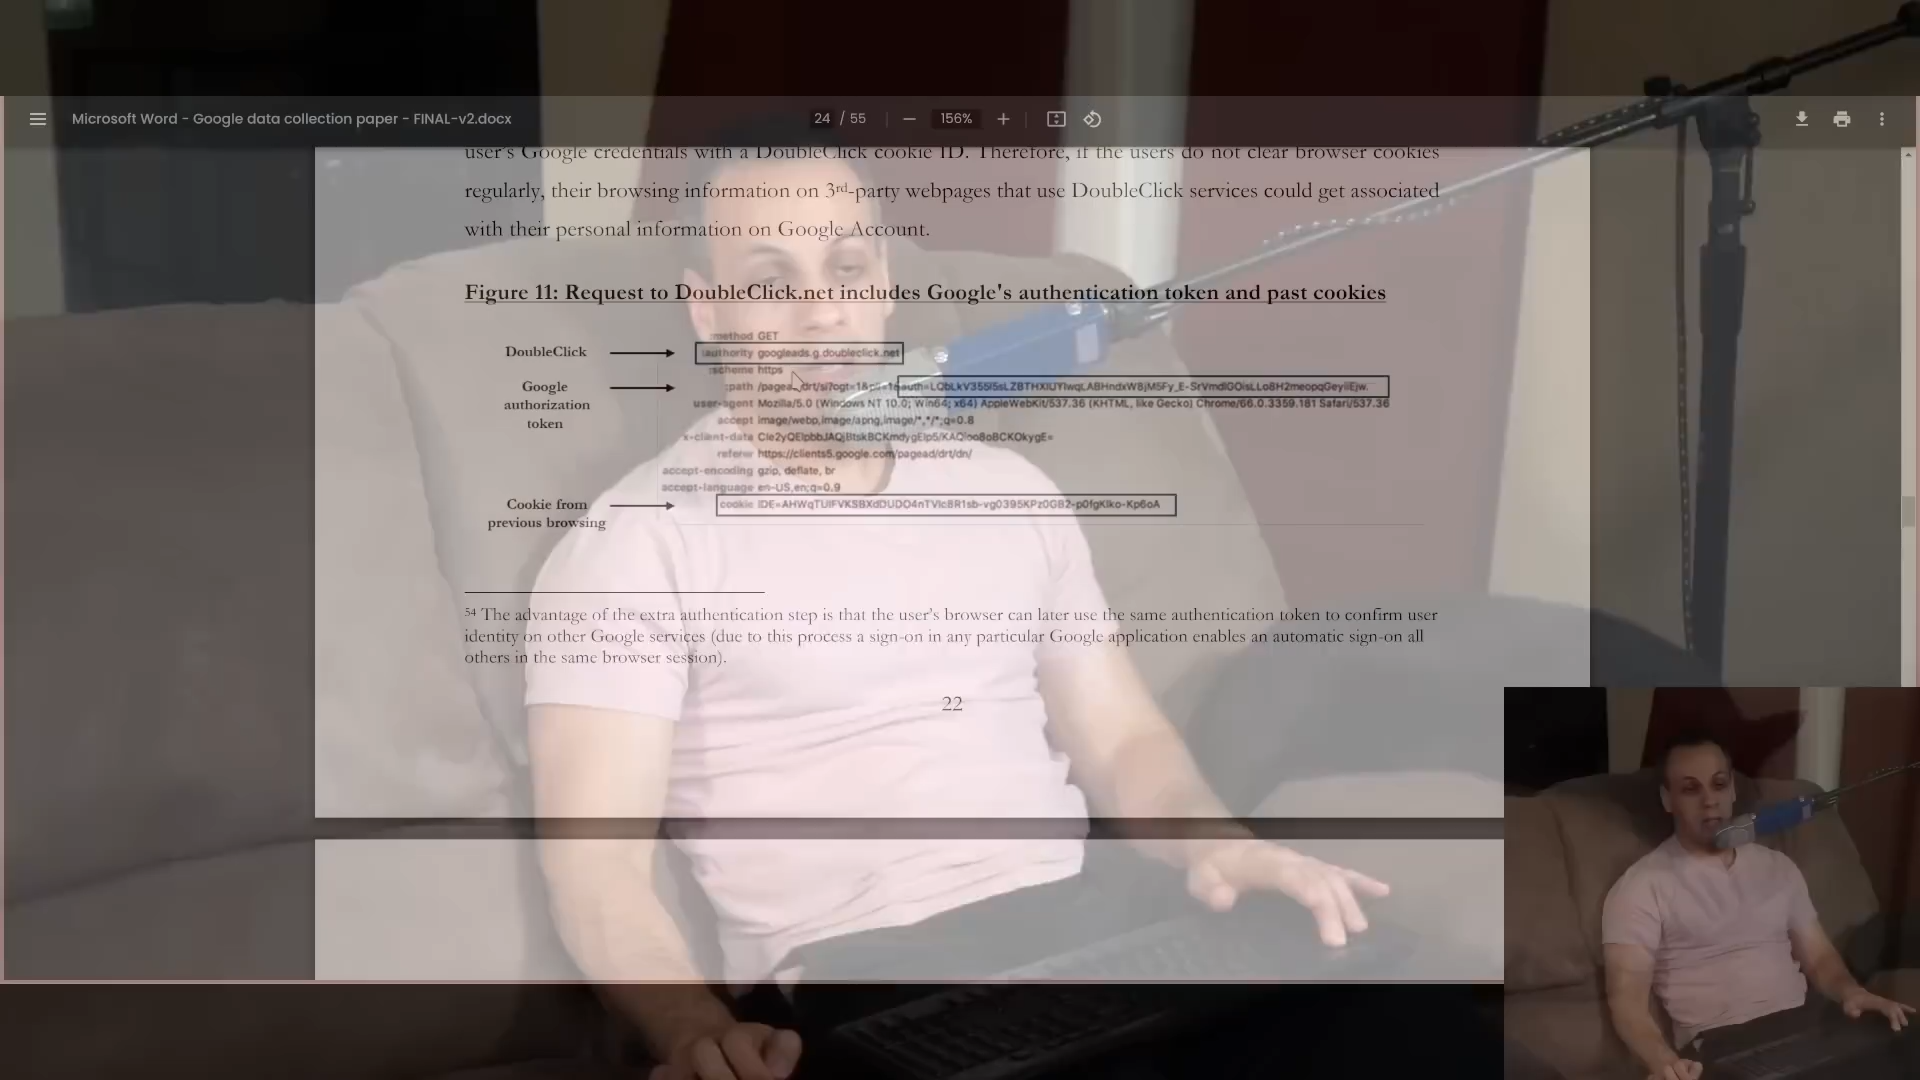 Microsoft Word - Google data collection paper - FINAL-v2.docx
24 / 55
156%
user's Google credentials with a DoubleClick cookie ID. Therefore, if the users do not clear browser cookies
regularly, their browsing information on 3rd-party webpages that use DoubleClick services could get associated
with their personal information on Google Account.
Figure 11: Request to DoubleClick.net includes Google's authentication token and past cookies
:method GET
DoubleClick
:authority googleads.g.doubleclick.net
:scheme https
Google
authorization
token
:path
user-agent Mozilla/5.0 (Windows NT 10.0; Win64; x64) AppleWebKit/537.36 (KHTML, like Gecko) Chrome/66.0.3359.181 Safari/537.36
accept image/webp,image/apng,image/*,*/*;q=0.8
x-client-data
referer https://clients5.google.com/pagead/drt/dn/
accept-encoding gzip, deflate, br
accept-language en-US,en;q=0.9
Cookie from
previous browsing
cookie
54 The advantage of the extra authentication step is that the user's browser can later use the same authentication token to confirm user
identity on other Google services (due to this process a sign-on in any particular Google application enables an automatic sign-on all
others in the same browser session).
22